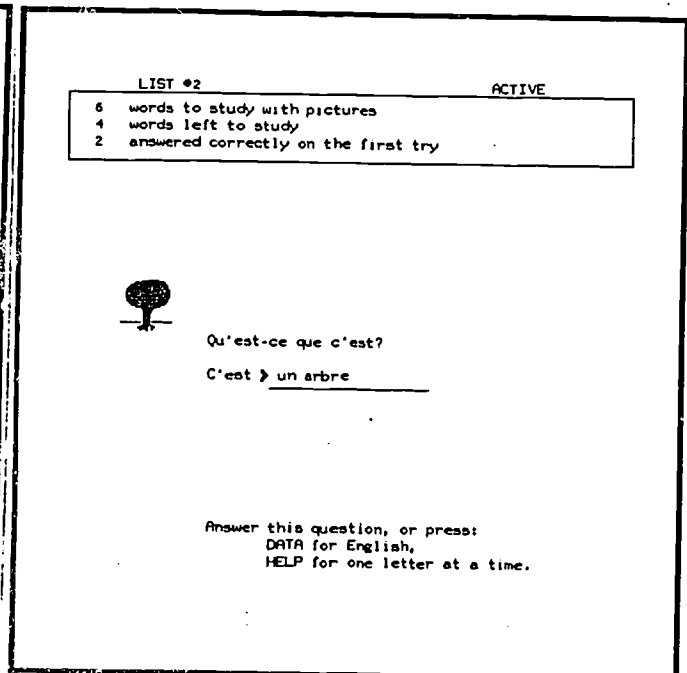 LIST #2 ACTIVE
6 words to study with pictures
4 words left to study
2 answered correctly on the first try
Qu'est-ce que c'est?
C'est > un arbre
Answer this question, or press:
DATA for English,
HELP for one letter at a time.